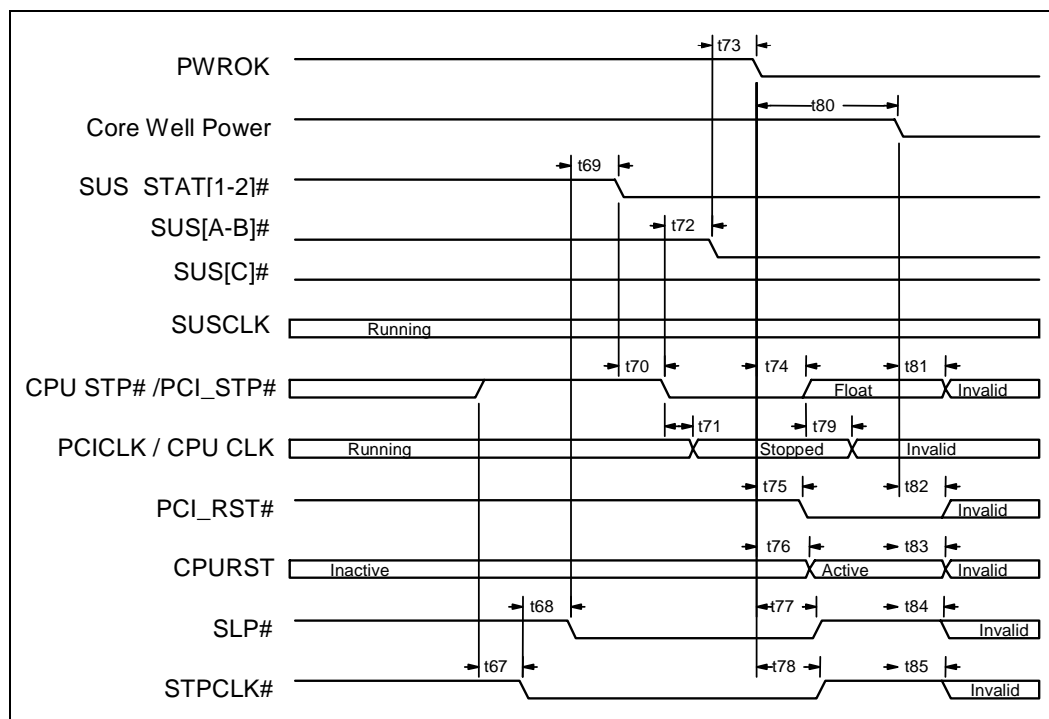 t73
PWROK
t80
Core Well Power
t69
SUS STAT[1-2]#
t72
SUS[A-B]#
SUS[C]#
SUSCLK
Running
t70
t74
t81
CPU STP# /PCI_STP#
Float
Invalid
t71
t79
PCICLK / CPU CLK
Running
Stopped
Invalid
t75
t82
PCI_RST#
Invalid
t76
t83
CPURST
Inactive
Active
Invalid
t68
t77
t84
SLP#
Invalid
t67
t78
t85
STPCLK#
Invalid